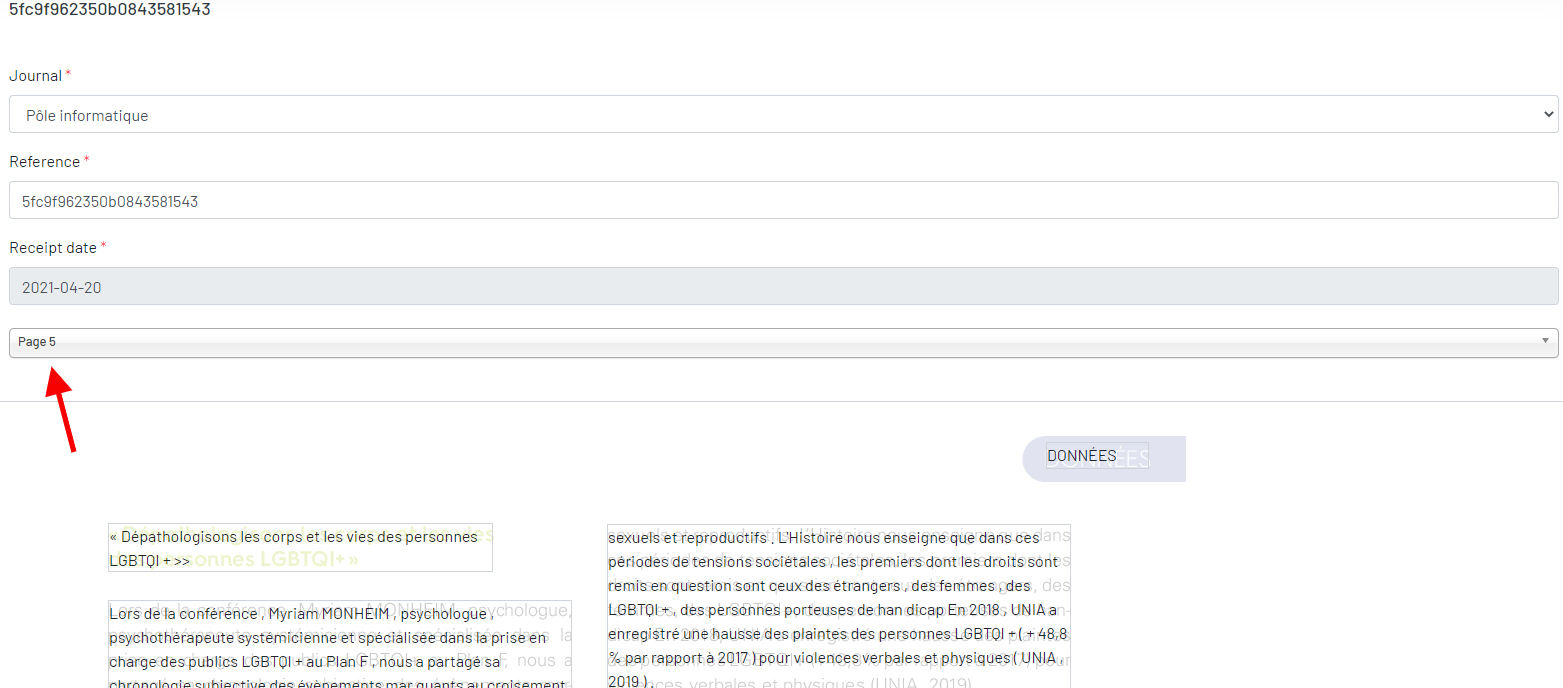 5fc9f962350b0843581543
Journal *
Pôle informatique
Reference *
5fc9f962350b0843581543
Receipt date *
2021-04-20
Page 5
DONNÉES
« Dépathologisons les corps et les vies des personnes
LGBTQI + >>
Lors de la conférence , Myriam MONHEIM , psychologue ,
psychothérapeute systémicienne et spécialisée dans la prise en
charge des publics LGBTQI + au Plan F , nous a partagé sa
chronologie subjective des évènements marquants au croisement
sexuels et reproductifs . L'Histoire nous enseigne que dans ces
périodes de tensions sociétales , les premiers dont les droits sont
remis en question sont ceux des étrangers , des femmes , des
LGBTQI + , des personnes porteuses de han dicap En 2018 , UNIA a
enregistré une hausse des plaintes des personnes LGBTQI + ( + 48,8
% par rapport à 2017 ) pour violences verbales et physiques ( UNIA ,
2019 ) .